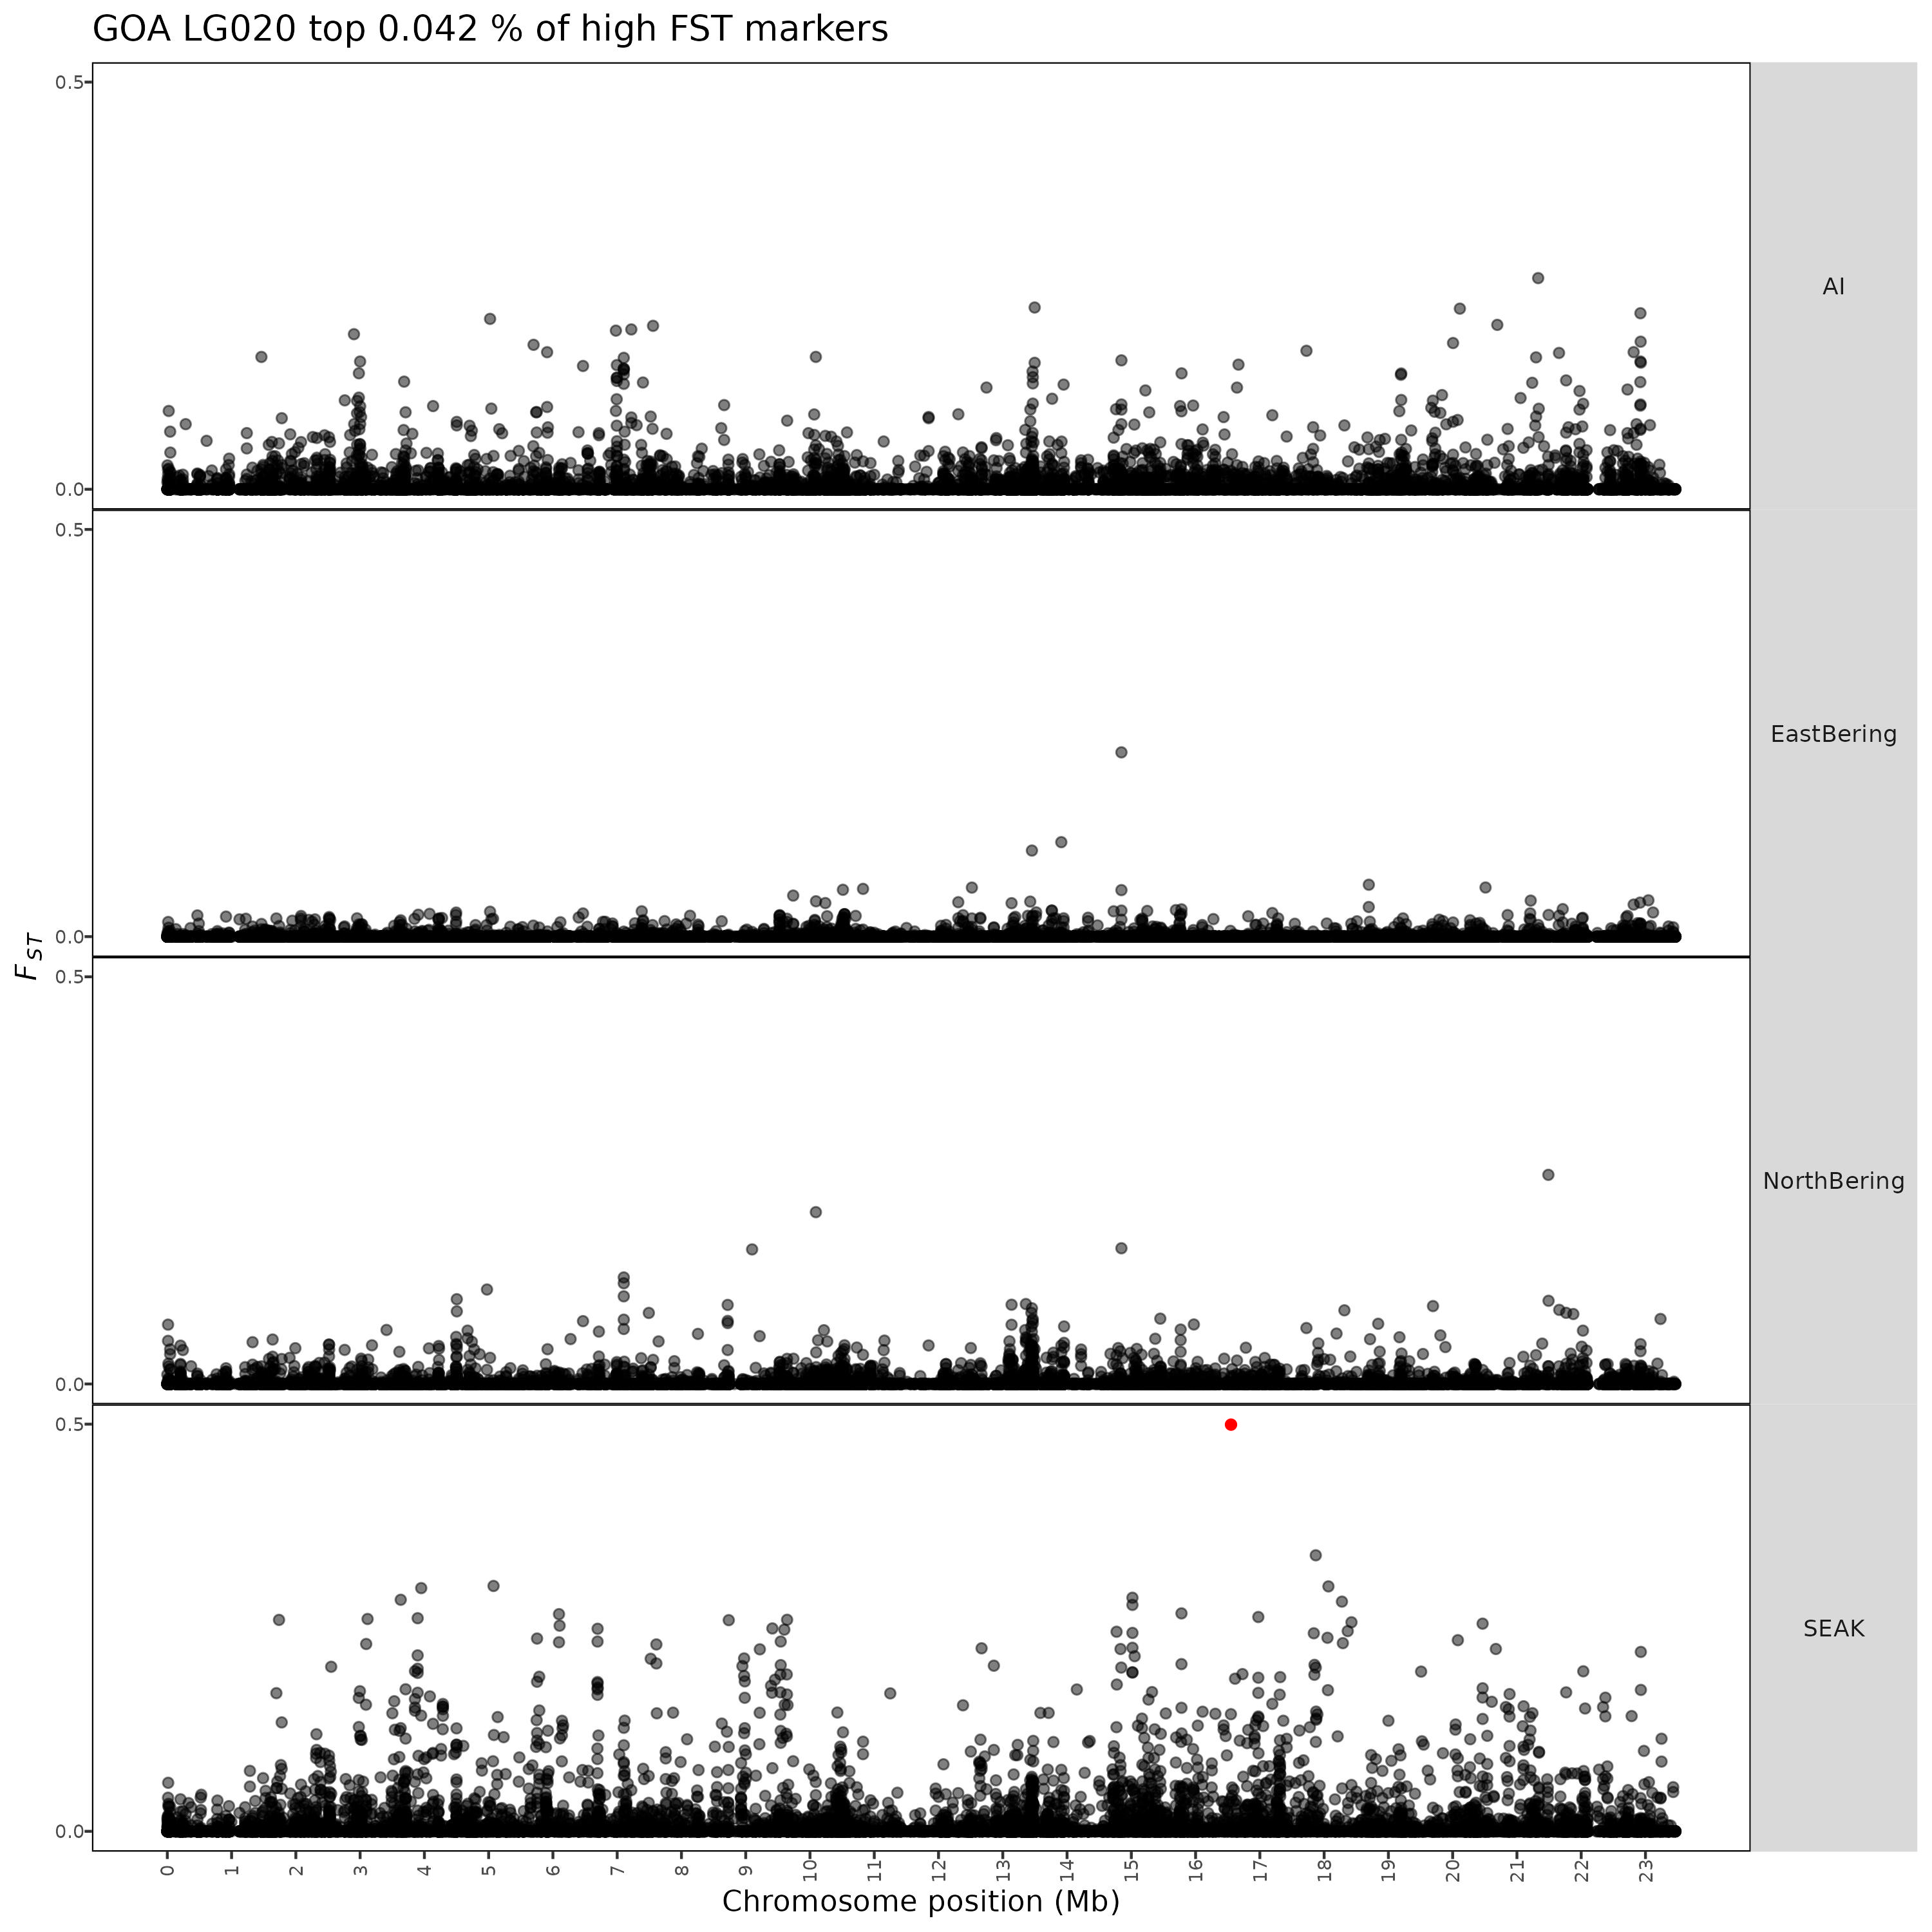 GOA LG020 top 0.042 % of high FST markers
0.5
0.0
AI
0.5
0.0
EastBering
FST
0.5
0.0
NorthBering
0.5
0.0
SEAK
0 1 2 3 4 5 6 7 8 9 10 11 12 13 14 15 16 17 18 19 20 21 22 23
Chromosome position (Mb)